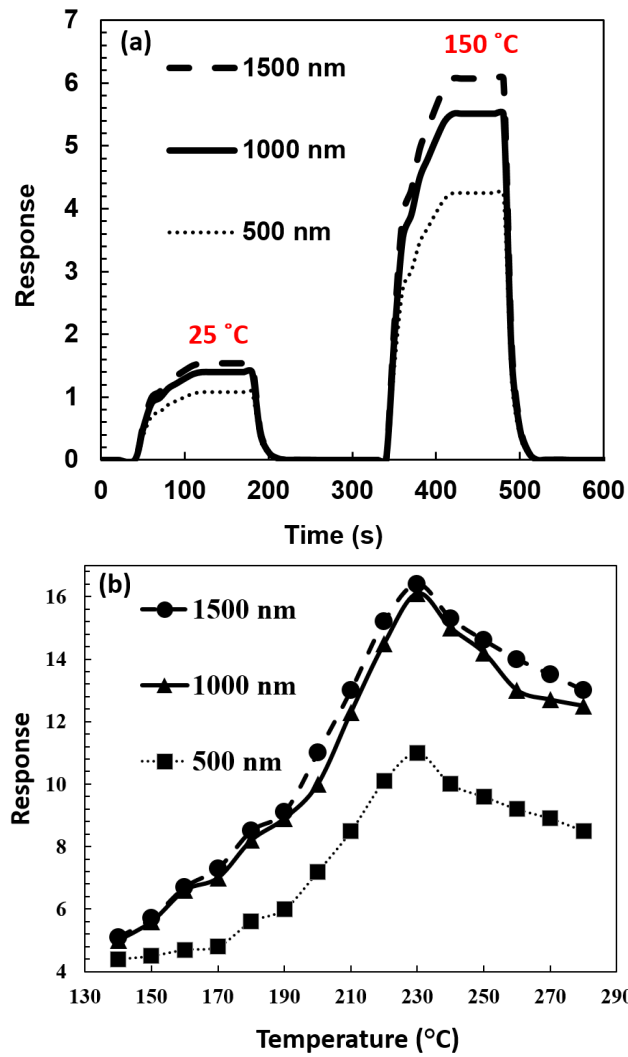 (a)
150 ˚C
1500 nm
1000 nm
500 nm
25 ˚C
7
6
5
4
3
2
1
0
Response
0 100 200 300 400 500 600
Time (s)
(b)
1500 nm
1000 nm
500 nm
16
14
12
10
8
6
4
Response
130 150 170 190 210 230 250 270 290
Temperature (°C)